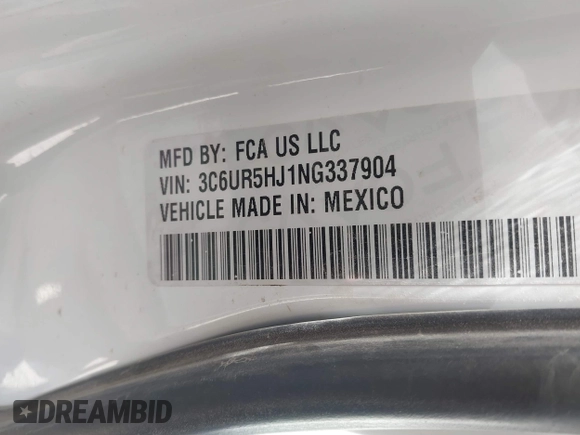 MFD BY: FCA US LLC
VIN: 3C6UR5HJ1NG337904
VEHICLE MADE IN: MEXICO
DREAMBID